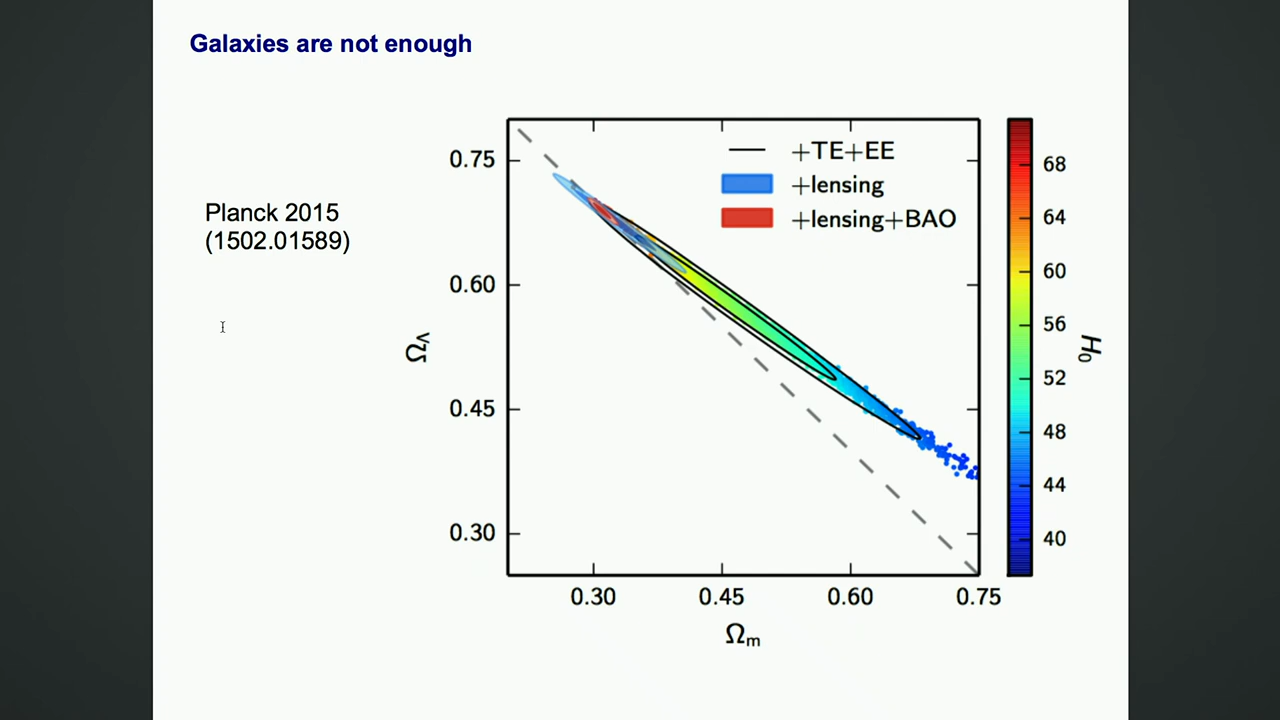 Galaxies are not enough
Planck 2015
(1502.01589)
+TE+EE
+lensing
+lensing+BAO
0.75
0.60
0.45
0.30
ΩΛ
0.30 0.45 0.60 0.75
Ωm
68
64
60
56
52
48
44
40
H0